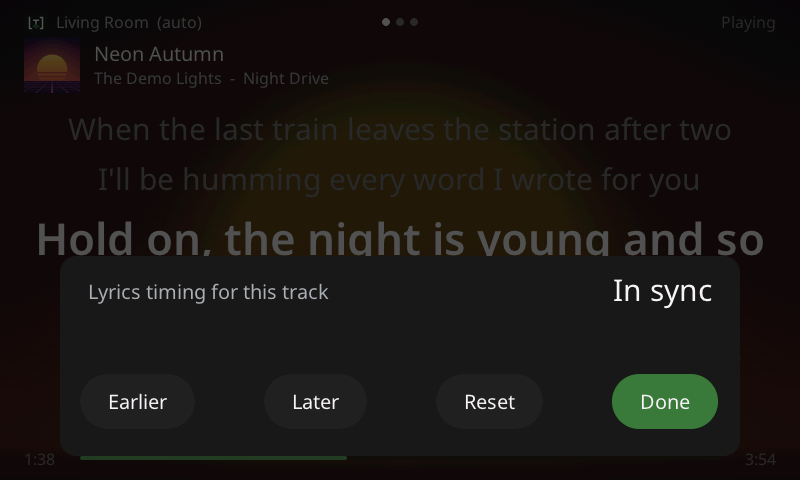 [T] Living Room (auto)
Playing
Neon Autumn
The Demo Lights - Night Drive
When the last train leaves the station after two
I'll be humming every word I wrote for you
Hold on, the night is young and so
Lyrics timing for this track
In sync
Earlier
Later
Reset
Done
1:38
3:54